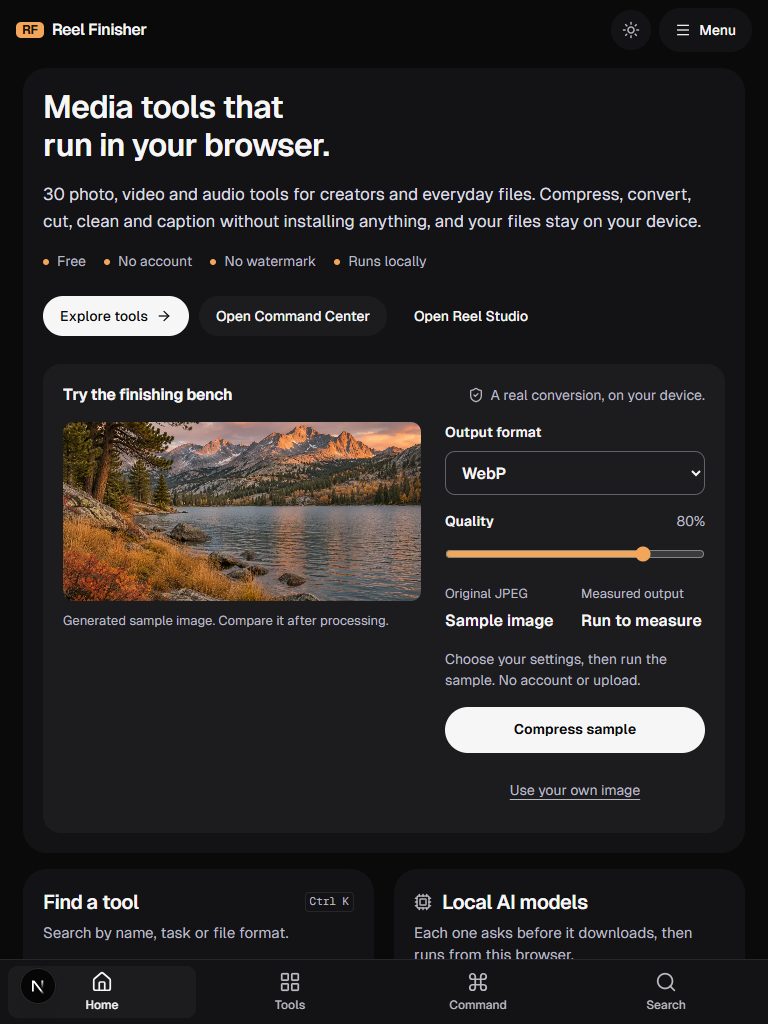 RF Reel Finisher
Menu
Media tools that
run in your browser.
30 photo, video and audio tools for creators and everyday files. Compress, convert,
cut, clean and caption without installing anything, and your files stay on your device.
Free
No account
No watermark
Runs locally
Explore tools
Open Command Center
Open Reel Studio
Try the finishing bench
A real conversion, on your device.
Generated sample image. Compare it after processing.
Output format
WebP
Quality
80%
Original JPEG
Sample image
Measured output
Run to measure
Choose your settings, then run the
sample. No account or upload.
Compress sample
Use your own image
Find a tool
Ctrl K
Search by name, task or file format.
Local AI models
Each one asks before it downloads, then
runs from this browser.
N
Home
Tools
Command
Search